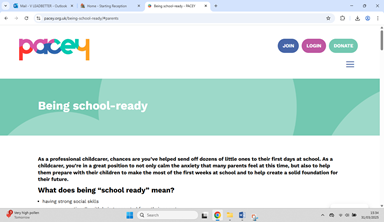 Mail - V GADSBYTER - Outlook
Home - Starting Reception
Being school-ready - PACEY
pacey.org.uk/being-school-ready/#parents
pacey
JOIN
LOGIN
DONATE
Being school-ready
As a professional childcarer, chances are you've helped send off dozens of little ones to their first days at school. As a
childcarer, you're in a great position to not only calm the anxiety that many parents feel at this time, but also to help
them prepare with their children to make the most of the first weeks at school and to help create a solid foundation for
their future.
What does being “school ready” mean?
having strong social skills
Very high pollen
Tomorrow
Search